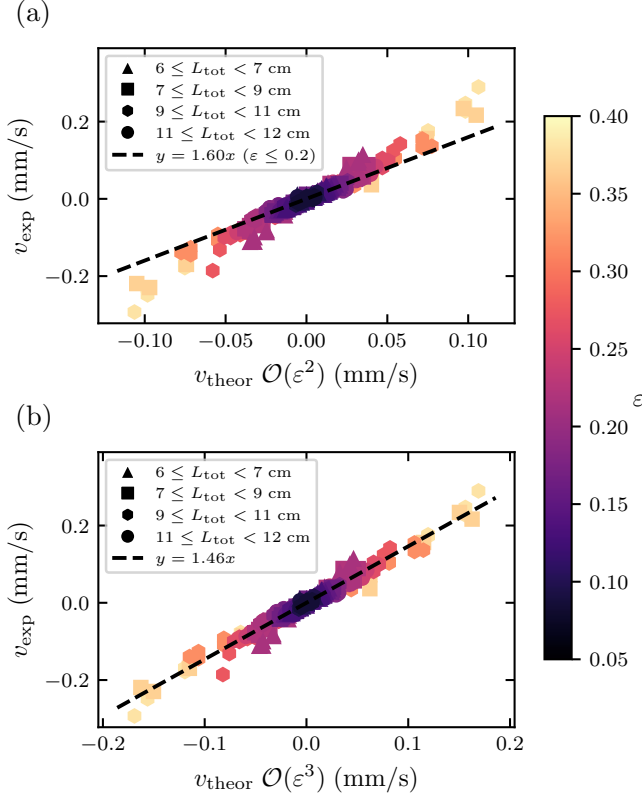 (a)
6 ≤ L_tot < 7 cm
7 ≤ L_tot < 9 cm
9 ≤ L_tot < 11 cm
11 ≤ L_tot < 12 cm
y = 1.60x (ε ≤ 0.2)
0.2
0.0
−0.2
v_exp (mm/s)
−0.10 −0.05 0.00 0.05 0.10
v_theor 𝒪(ε²) (mm/s)
(b)
6 ≤ L_tot < 7 cm
7 ≤ L_tot < 9 cm
9 ≤ L_tot < 11 cm
11 ≤ L_tot < 12 cm
y = 1.46x
0.2
0.0
−0.2
v_exp (mm/s)
−0.2 −0.1 0.0 0.1 0.2
v_theor 𝒪(ε³) (mm/s)
0.40
0.35
0.30
0.25
0.20
0.15
0.10
0.05
ε